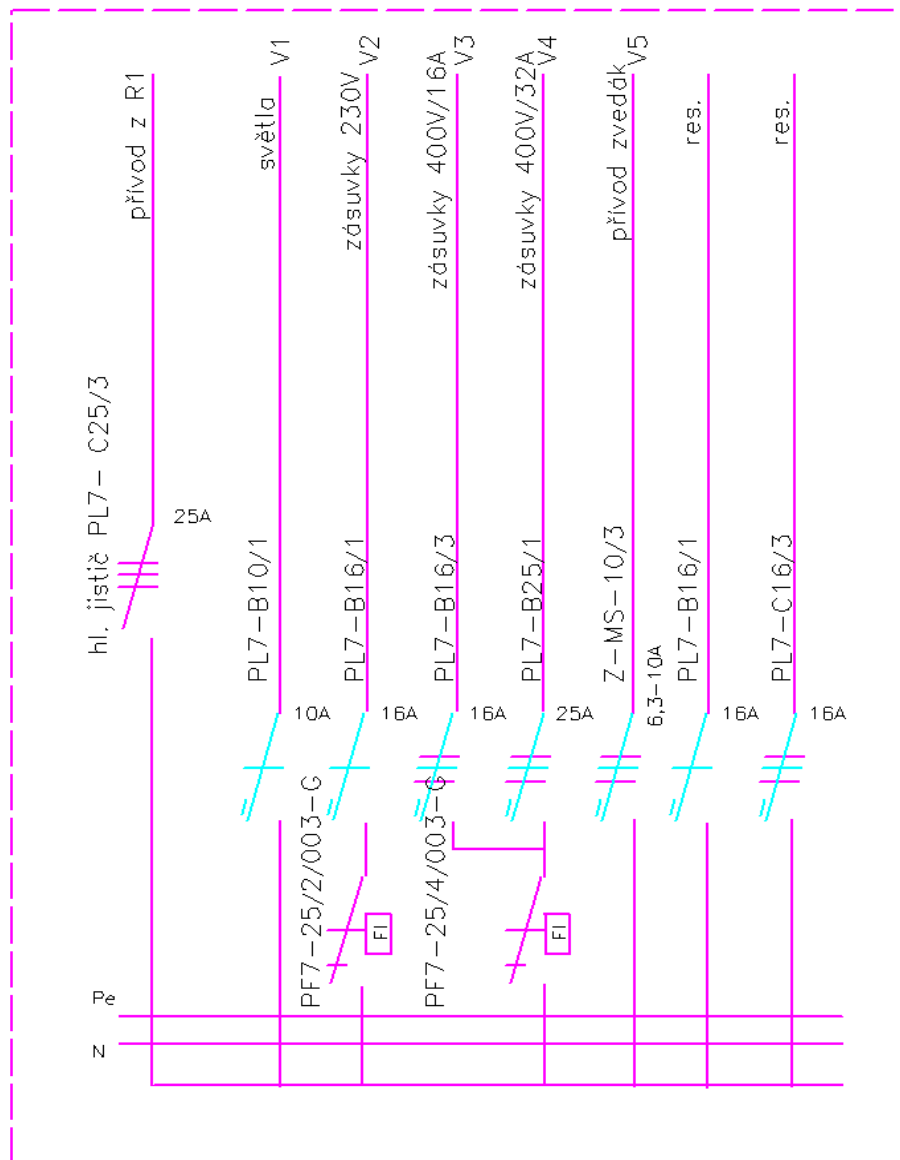 přívod z R1
hl. jistič PL7- C25/3
25A
V1
světla
PL7-B10/1
10A
V2
zásuvky 230V
PL7-B16/1
16A
PF7-25/2/003-G
FI
V3
zásuvky 400V/16A
PL7-B16/3
16A
PF7-25/4/003-G
V4
zásuvky 400V/32A
PL7-B25/1
25A
FI
V5
přívod zvedák
Z-MS-10/3
6,3-10A
res.
PL7-B16/1
16A
res.
PL7-C16/3
16A
Pe
N